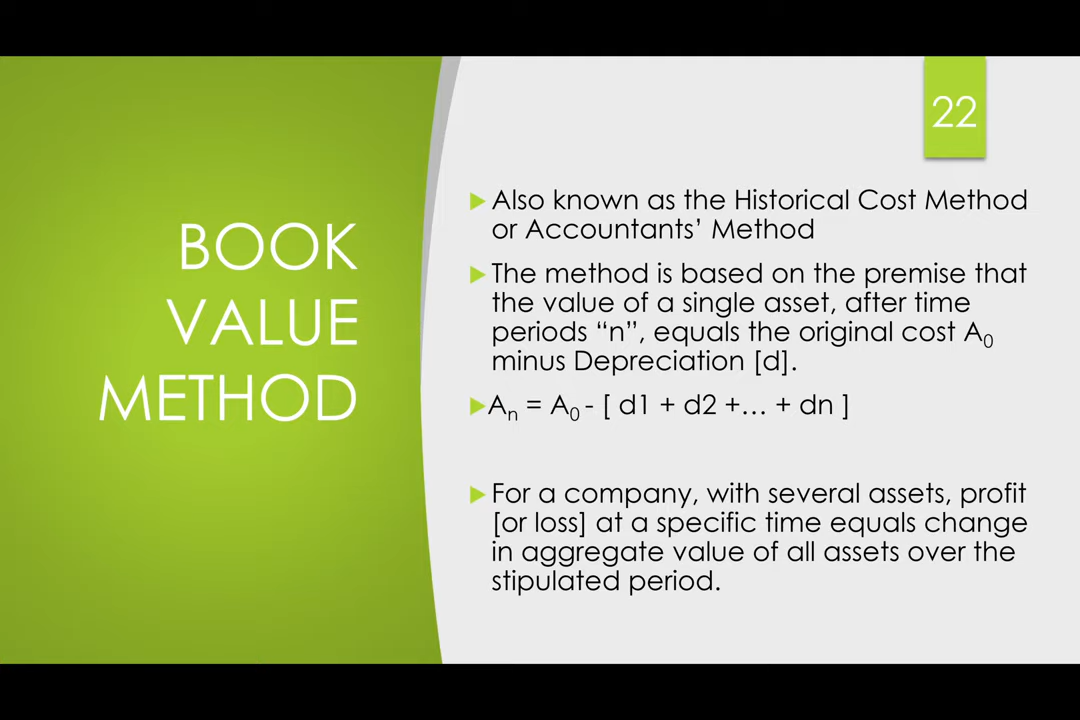 22
BOOK
VALUE
METHOD
Also known as the Historical Cost Method
or Accountants’ Method
The method is based on the premise that
the value of a single asset, after time
periods “n”, equals the original cost A₀
minus Depreciation [d].
Aₙ = A₀ - [ d1 + d2 +… + dn ]
For a company, with several assets, profit
[or loss] at a specific time equals change
in aggregate value of all assets over the
stipulated period.